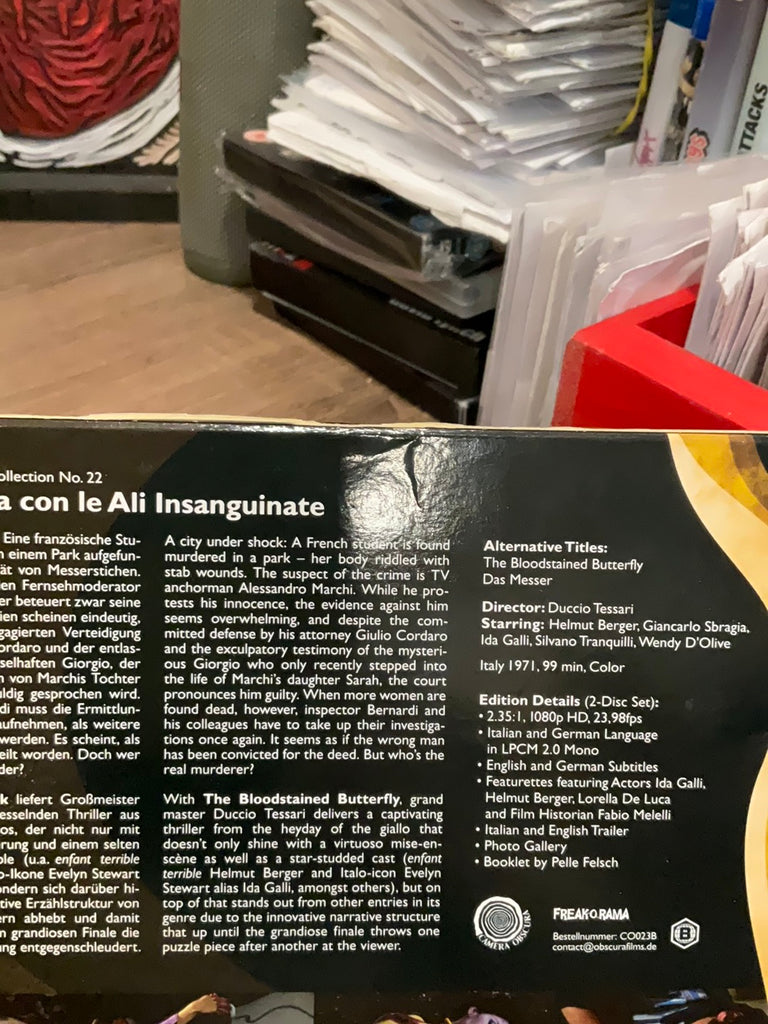 TTACKS
ollection No. 22
a con le Ali Insanguinate
Eine französische Stu-
n einem Park aufgefun-
ät von Messerstichen.
en Fernsehmoderator
er beteuert zwar seine
ien scheinen eindeutig,
gagierten Verteidigung
ordaro und der entlas-
selhaften Giorgio, der
n von Marchis Tochter
uldig gesprochen wird.
di muss die Ermittlun-
aufnehmen, als weitere
werden. Es scheint, als
eilt worden. Doch wer
der?
k liefert Großmeister
esselnden Thriller aus
os, der nicht nur mit
rung und einem selten
ble (u.a. enfant terrible
o-Ikone Evelyn Stewart
ondern sich darüber hi-
tive Erzählstruktur von
ern abhebt und damit
n grandiosen Finale die
ng entgegenschleudert.
A city under shock: A French student is found
murdered in a park – her body riddled with
stab wounds. The suspect of the crime is TV
anchorman Alessandro Marchi. While he pro-
tests his innocence, the evidence against him
seems overwhelming, and despite the com-
mitted defense by his attorney Giulio Cordaro
and the exculpatory testimony of the mysteri-
ous Giorgio who only recently stepped into
the life of Marchi's daughter Sarah, the court
pronounces him guilty. When more women are
found dead, however, inspector Bernardi and
his colleagues have to take up their investiga-
tions once again. It seems as if the wrong man
has been convicted for the deed. But who's the
real murderer?
With The Bloodstained Butterfly, grand
master Duccio Tessari delivers a captivating
thriller from the heyday of the giallo that
doesn't only shine with a virtuoso mise-en-
scène as well as a star-studded cast (enfant
terrible Helmut Berger and Italo-icon Evelyn
Stewart alias Ida Galli, amongst others), but on
top of that stands out from other entries in its
genre due to the innovative narrative structure
that up until the grandiose finale throws one
puzzle piece after another at the viewer.
Alternative Titles:
The Bloodstained Butterfly
Das Messer
Director: Duccio Tessari
Starring: Helmut Berger, Giancarlo Sbragia,
Ida Galli, Silvano Tranquilli, Wendy D'Olive
Italy 1971, 99 min, Color
Edition Details (2-Disc Set):
• 2.35:1, 1080p HD, 23,98fps
• Italian and German Language
in LPCM 2.0 Mono
• English and German Subtitles
• Featurettes featuring Actors Ida Galli,
Helmut Berger, Lorella De Luca
and Film Historian Fabio Melelli
• Italian and English Trailer
• Photo Gallery
• Booklet by Pelle Felsch
CAMERA OBSCURA
FREAK-O-RAMA
Bestellnummer: CO023B
contact@obscurafilms.de
B